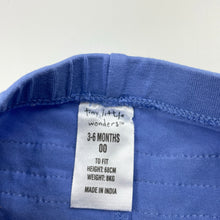 tiny little
wonders
3-6 MONTHS
00
TO FIT
HEIGHT: 68CM
WEIGHT: 8KG
MADE IN INDIA